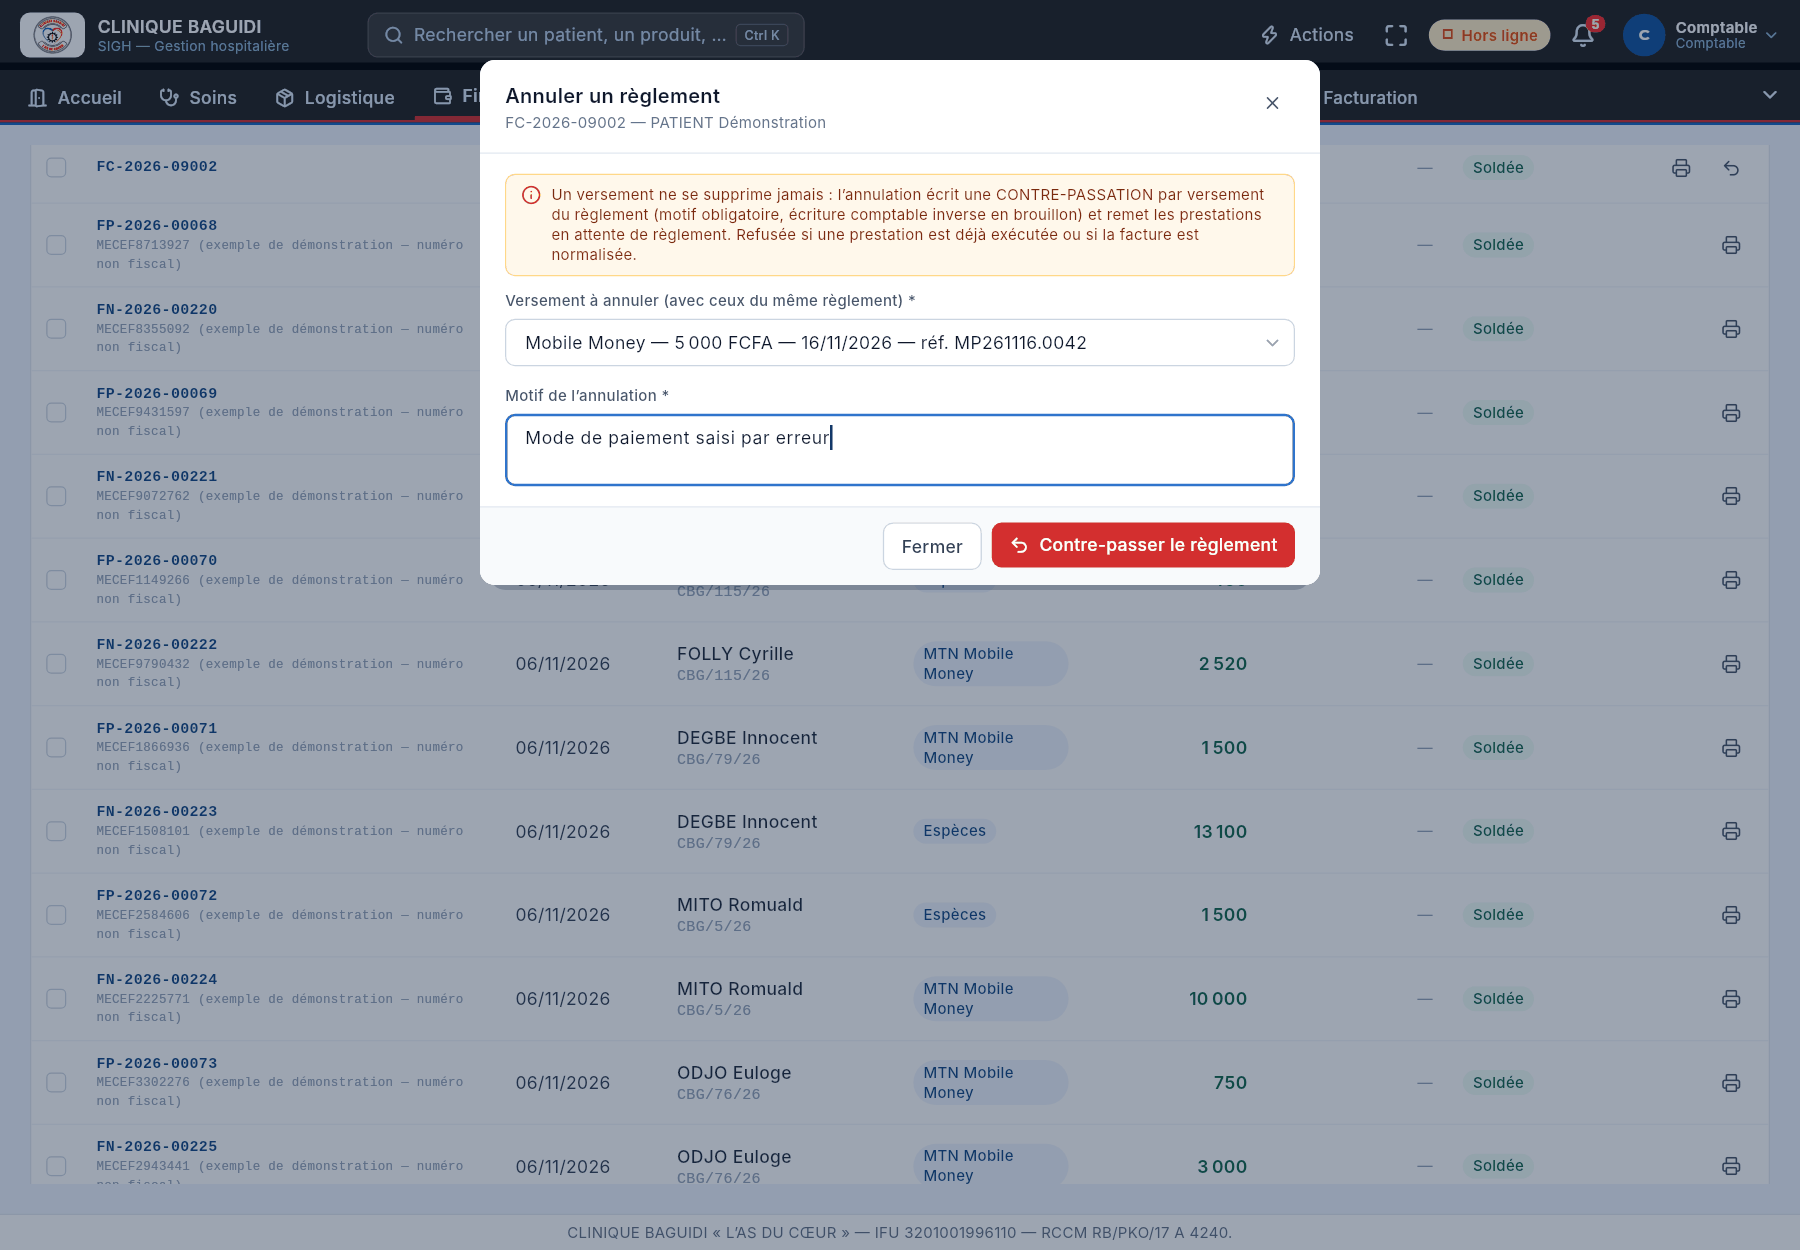 CLINIQUE BAGUIDI
SIGH — Gestion hospitalière
Rechercher un patient, un produit, ... Ctrl K
Actions
Hors ligne
5
C
Comptable
Comptable
Accueil
Soins
Logistique
Facturation
Annuler un règlement
FC-2026-09002 — PATIENT Démonstration
Un versement ne se supprime jamais : l'annulation écrit une CONTRE-PASSATION par versement
du règlement (motif obligatoire, écriture comptable inverse en brouillon) et remet les prestations
en attente de règlement. Refusée si une prestation est déjà exécutée ou si la facture est
normalisée.
Versement à annuler (avec ceux du même règlement) *
Mobile Money — 5 000 FCFA — 16/11/2026 — réf. MP261116.0042
Motif de l'annulation *
Mode de paiement saisi par erreur
Fermer
Contre-passer le règlement
FC-2026-09002 — Soldée
FP-2026-00068
MECEF8713927 (exemple de démonstration — numéro
non fiscal)
— Soldée
FN-2026-00220
MECEF8355092 (exemple de démonstration — numéro
non fiscal)
— Soldée
FP-2026-00069
MECEF9431597 (exemple de démonstration — numéro
non fiscal)
— Soldée
FN-2026-00221
MECEF9072762 (exemple de démonstration — numéro
non fiscal)
— Soldée
FP-2026-00070
MECEF1149266 (exemple de démonstration — numéro
non fiscal)
CBG/115/26
— Soldée
FN-2026-00222
MECEF9790432 (exemple de démonstration — numéro
non fiscal)
06/11/2026
FOLLY Cyrille
CBG/115/26
MTN Mobile
Money
2 520
— Soldée
FP-2026-00071
MECEF1866936 (exemple de démonstration — numéro
non fiscal)
06/11/2026
DEGBE Innocent
CBG/79/26
MTN Mobile
Money
1 500
— Soldée
FN-2026-00223
MECEF1508101 (exemple de démonstration — numéro
non fiscal)
06/11/2026
DEGBE Innocent
CBG/79/26
Espèces
13 100
— Soldée
FP-2026-00072
MECEF2584606 (exemple de démonstration — numéro
non fiscal)
06/11/2026
MITO Romuald
CBG/5/26
Espèces
1 500
— Soldée
FN-2026-00224
MECEF2225771 (exemple de démonstration — numéro
non fiscal)
06/11/2026
MITO Romuald
CBG/5/26
MTN Mobile
Money
10 000
— Soldée
FP-2026-00073
MECEF3302276 (exemple de démonstration — numéro
non fiscal)
06/11/2026
ODJO Euloge
CBG/76/26
MTN Mobile
Money
750
— Soldée
FN-2026-00225
MECEF2943441 (exemple de démonstration — numéro
06/11/2026
ODJO Euloge
CBG/76/26
MTN Mobile
Money
3 000
— Soldée
CLINIQUE BAGUIDI « L'AS DU CŒUR » — IFU 3201001996110 — RCCM RB/PKO/17 A 4240.